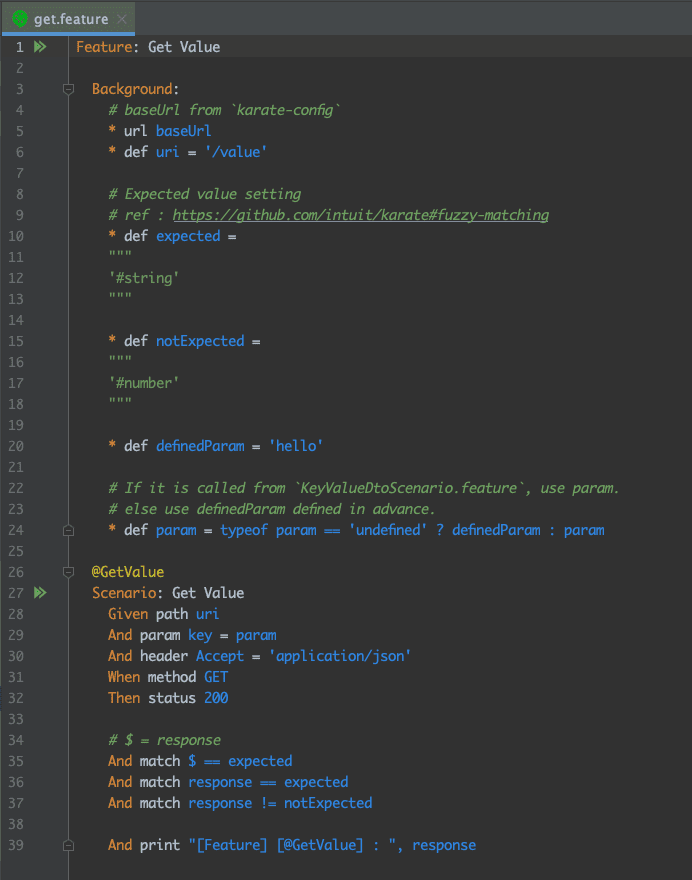 get.feature
1 Feature: Get Value
2
3 Background:
4 # baseUrl from `karate-config`
5 * url baseUrl
6 * def uri = '/value'
7
8 # Expected value setting
9 # ref : https://github.com/intuit/karate#fuzzy-matching
10 * def expected =
11 """
12 '#string'
13 """
14
15 * def notExpected =
16 """
17 '#number'
18 """
19
20 * def definedParam = 'hello'
21
22 # If it is called from `KeyValueDtoScenario.feature`, use param.
23 # else use definedParam defined in advance.
24 * def param = typeof param == 'undefined' ? definedParam : param
25
26 @GetValue
27 Scenario: Get Value
28 Given path uri
29 And param key = param
30 And header Accept = 'application/json'
31 When method GET
32 Then status 200
33
34 # $ = response
35 And match $ == expected
36 And match response == expected
37 And match response != notExpected
38
39 And print "[Feature] [@GetValue] : ", response